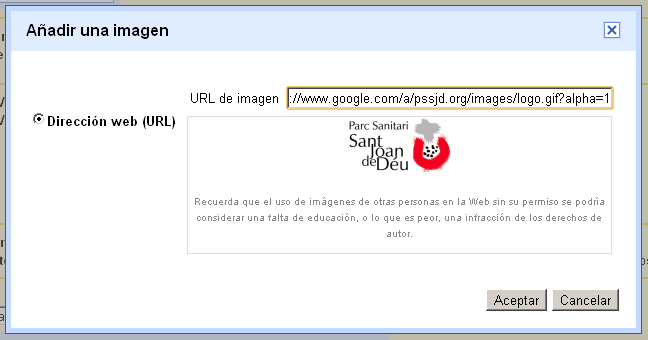 Añadir una imagen
URL de imagen ://www.google.com/a/pssjd.org/images/logo.gif?alpha=1
Dirección web (URL)
Parc Sanitari
Sant
Joan
de Déu
Recuerda que el uso de imágenes de otras personas en la Web sin su permiso se podría
considerar una falta de educación, o lo que es peor, una infracción de los derechos de
autor.
Aceptar Cancelar